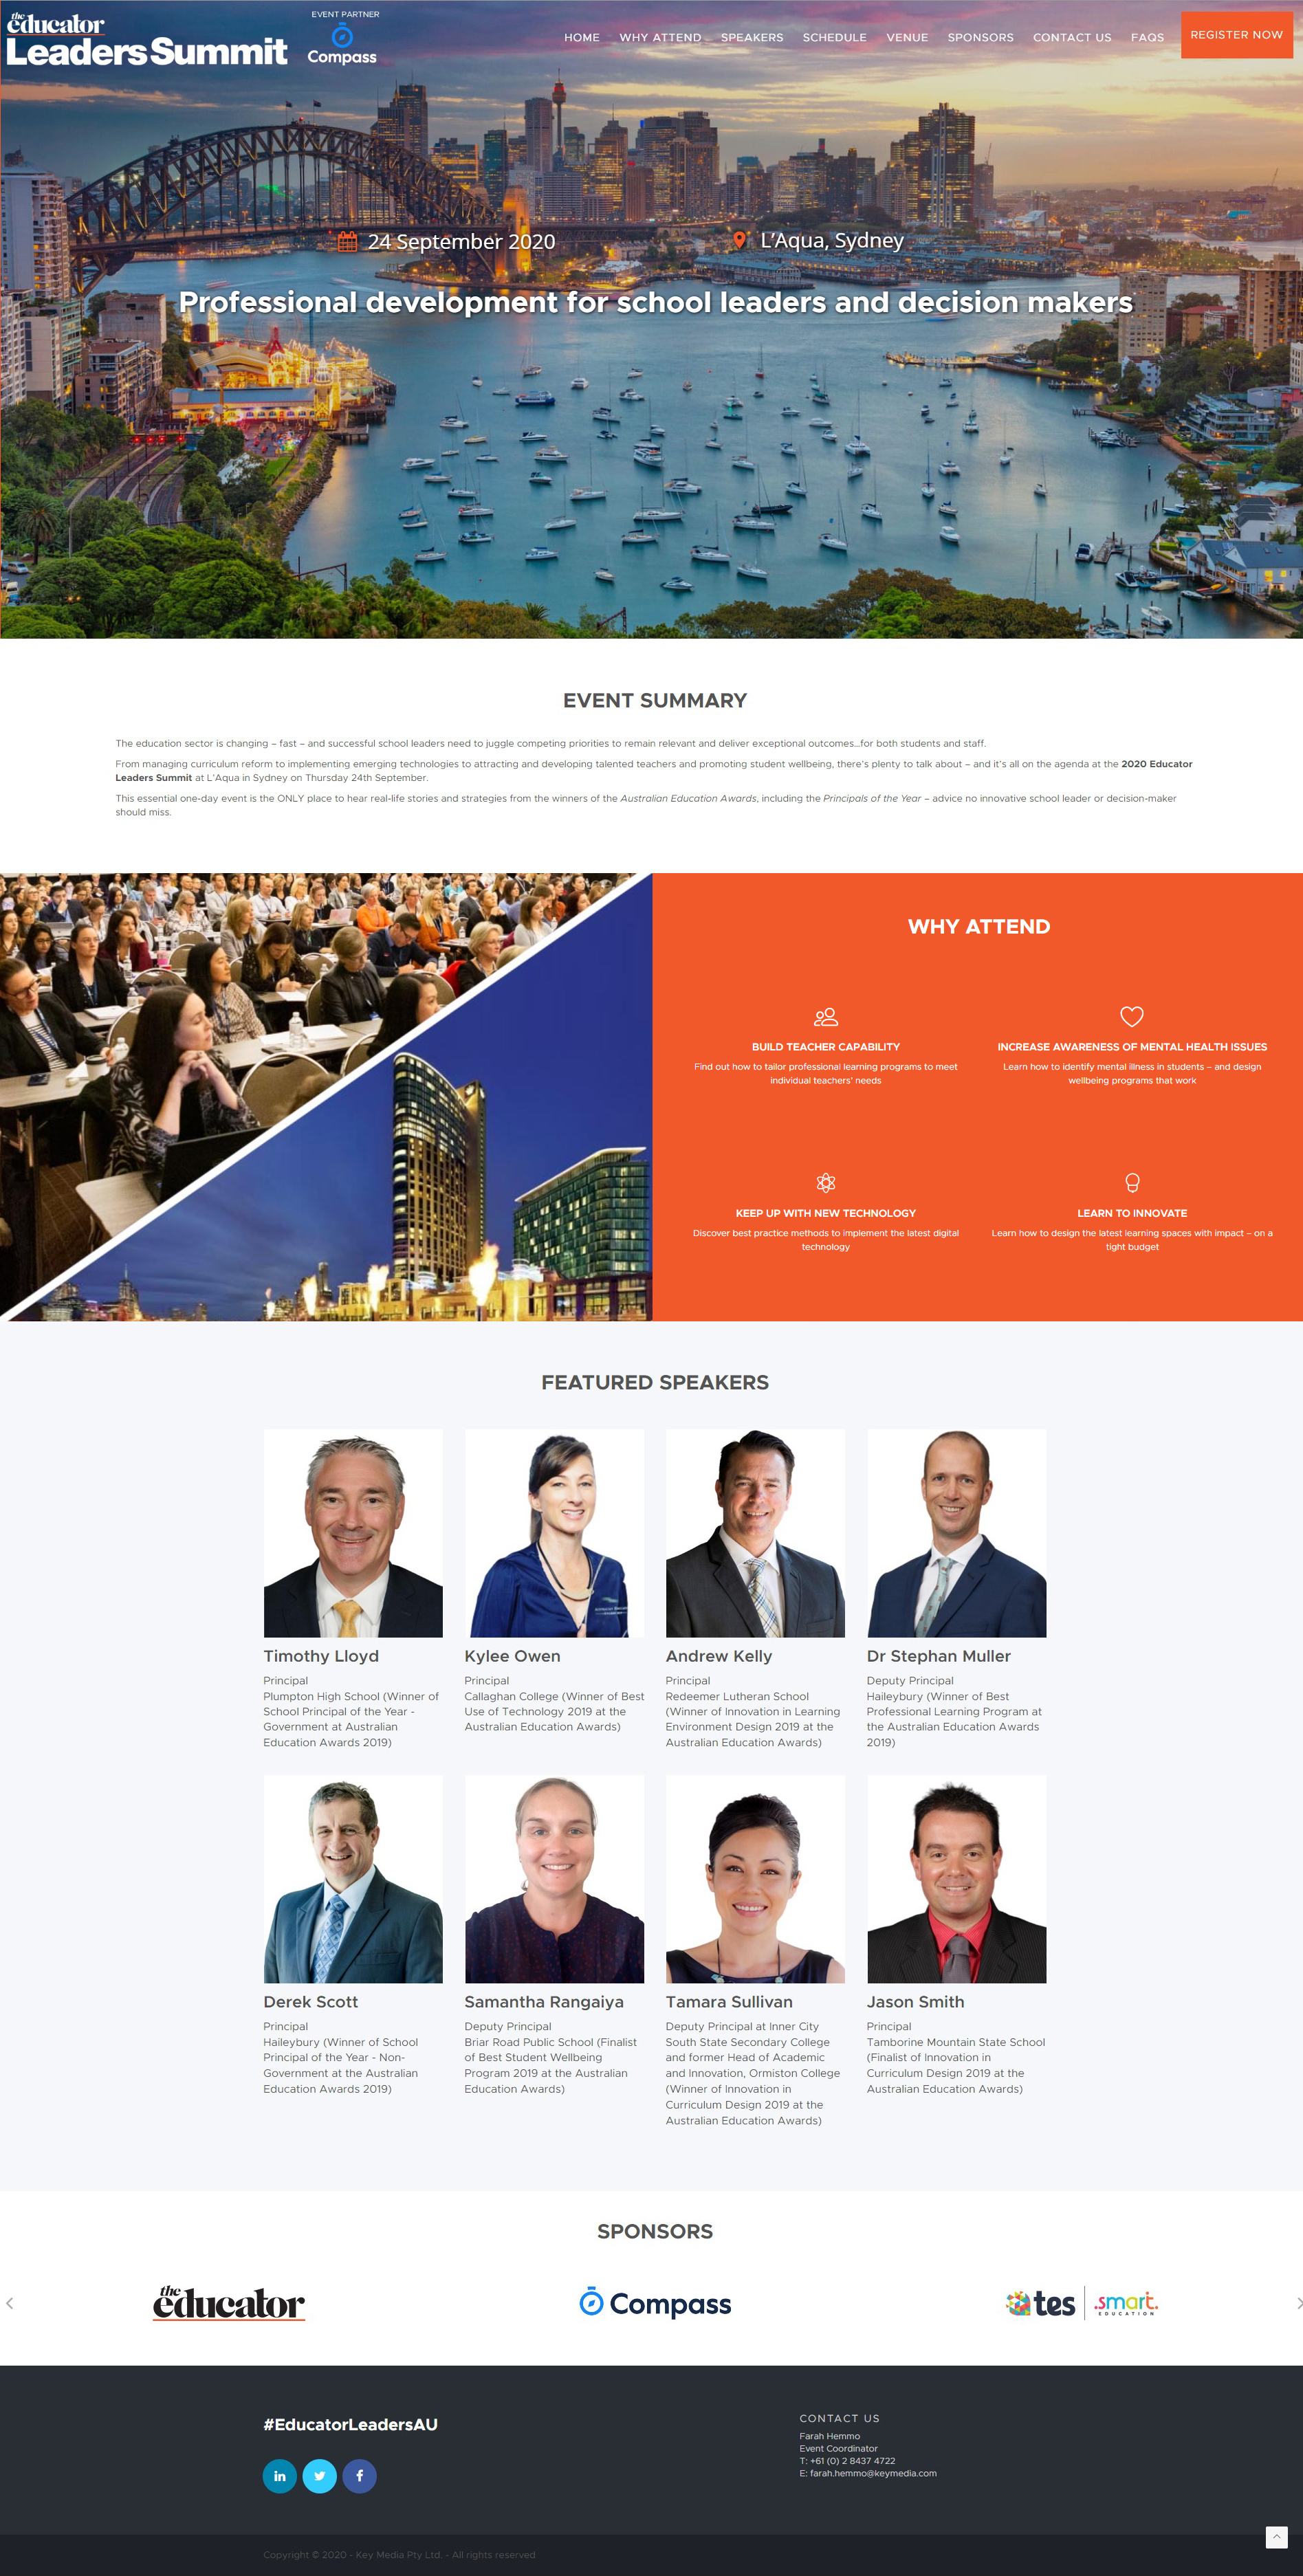 the educator
Leaders Summit
EVENT PARTNER
Compass
HOME WHY ATTEND SPEAKERS SCHEDULE VENUE SPONSORS CONTACT US FAQS REGISTER NOW
24 September 2020 L'Aqua, Sydney
Professional development for school leaders and decision makers
EVENT SUMMARY
The education sector is changing – fast – and successful school leaders need to juggle competing priorities to remain relevant and deliver exceptional outcomes...for both students and staff.
From managing curriculum reform to implementing emerging technologies to attracting and developing talented teachers and promoting student wellbeing, there's plenty to talk about – and it's all on the agenda at the 2020 Educator
Leaders Summit at L'Aqua in Sydney on Thursday 24th September.
This essential one-day event is the ONLY place to hear real-life stories and strategies from the winners of the Australian Education Awards, including the Principals of the Year – advice no innovative school leader or decision-maker
should miss.
WHY ATTEND
BUILD TEACHER CAPABILITY
Find out how to tailor professional learning programs to meet
individual teachers' needs
INCREASE AWARENESS OF MENTAL HEALTH ISSUES
Learn how to identify mental illness in students – and design
wellbeing programs that work
KEEP UP WITH NEW TECHNOLOGY
Discover best practice methods to implement the latest digital
technology
LEARN TO INNOVATE
Learn how to design the latest learning spaces with impact – on a
tight budget
FEATURED SPEAKERS
Timothy Lloyd
Principal
Plumpton High School (Winner of
School Principal of the Year -
Government at Australian
Education Awards 2019)
Kylee Owen
Principal
Callaghan College (Winner of Best
Use of Technology 2019 at the
Australian Education Awards)
Andrew Kelly
Principal
Redeemer Lutheran School
(Winner of Innovation in Learning
Environment Design 2019 at the
Australian Education Awards)
Dr Stephan Muller
Deputy Principal
Haileybury (Winner of Best
Professional Learning Program at
the Australian Education Awards
2019)
Derek Scott
Principal
Haileybury (Winner of School
Principal of the Year - Non-
Government at the Australian
Education Awards 2019)
Samantha Rangaiya
Deputy Principal
Briar Road Public School (Finalist
of Best Student Wellbeing
Program 2019 at the Australian
Education Awards)
Tamara Sullivan
Deputy Principal at Inner City
South State Secondary College
and former Head of Academic
and Innovation, Ormiston College
(Winner of Innovation in
Curriculum Design 2019 at the
Australian Education Awards)
Jason Smith
Principal
Tamborine Mountain State School
(Finalist of Innovation in
Curriculum Design 2019 at the
Australian Education Awards)
SPONSORS
the educator
Compass
tes
.smart.
EDUCATION
#EducatorLeadersAU
CONTACT US
Farah Hemmo
Event Coordinator
T: +61 (0) 2 8437 4722
E: farah.hemmo@keymedia.com
Copyright © 2020 - Key Media Pty Ltd. - All rights reserved